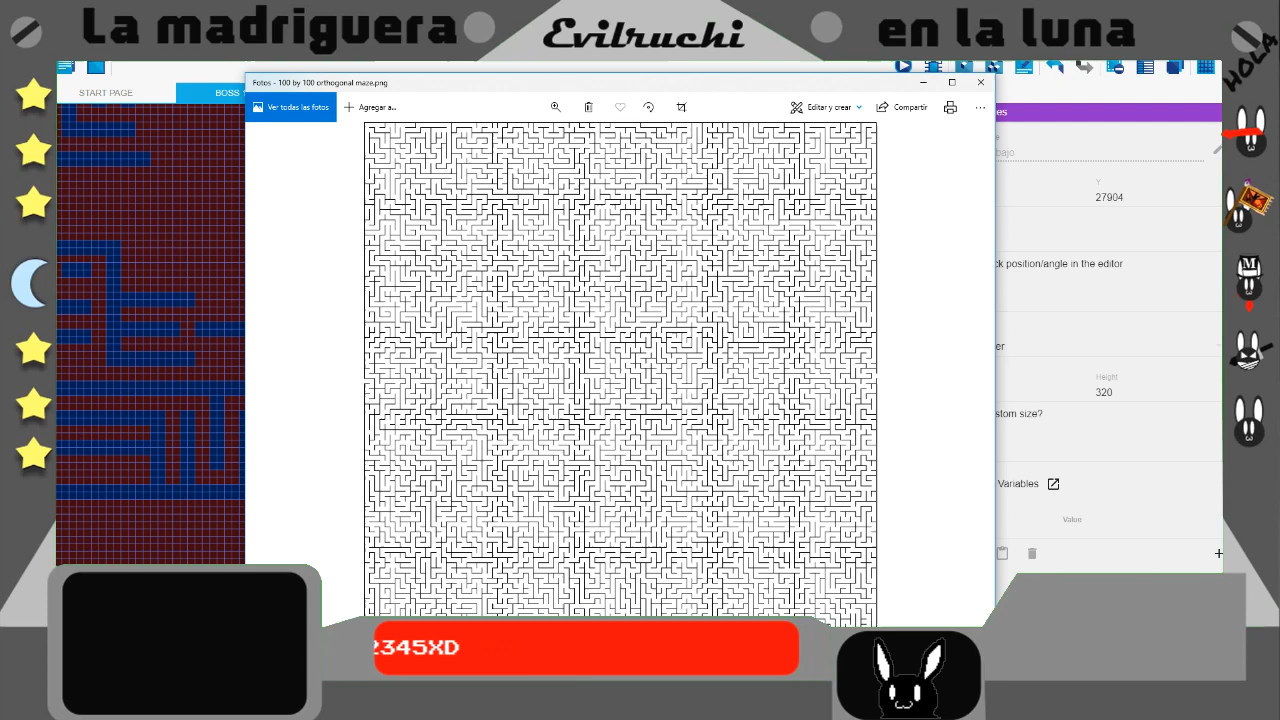 La madriguera
Evilruchi
en la luna
HOLA
START PAGE
BOSS
Fotos - 100 by 100 orthogonal maze.png
Ver todas las fotos
Agregar a...
Editar y crear
Compartir
es
e
bajo
Y
27904
ck position/angle in the editor
er
Height
320
stom size?
Variables
Value
M
2345XD